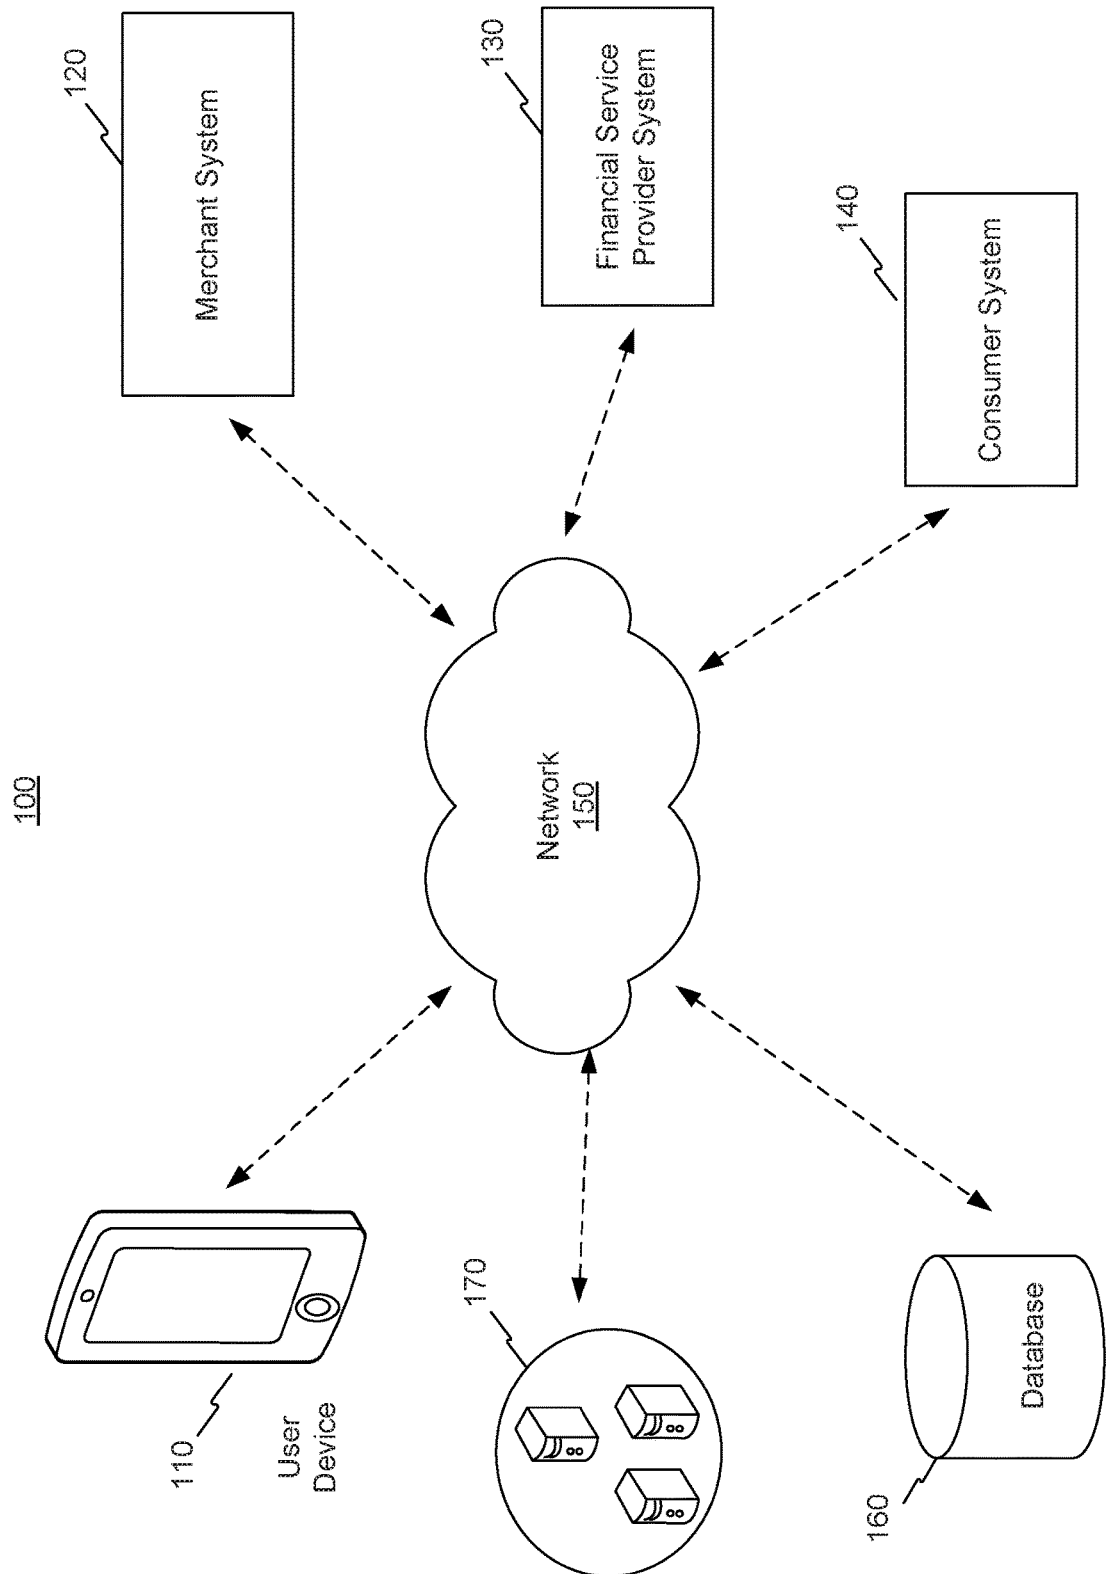 100
110
User
Device
170
160
Database
Network
150
120
Merchant System
130
Financial Service
Provider System
140
Consumer System